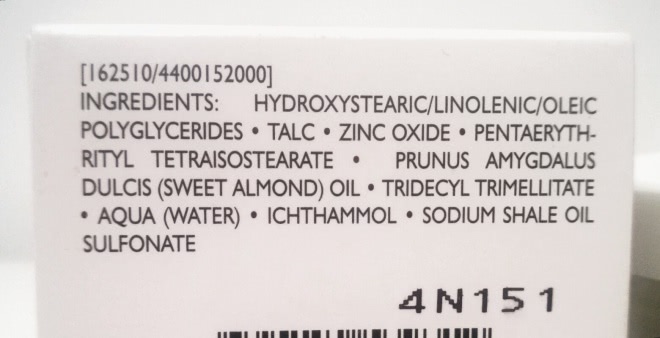 [162510/4400152000]
INGREDIENTS: HYDROXYSTEARIC/LINOLENIC/OLEIC
POLYGLYCERIDES • TALC • ZINC OXIDE • PENTAERYTH-
RITYL TETRAISOSTEARATE • PRUNUS AMYGDALUS
DULCIS (SWEET ALMOND) OIL • TRIDECYL TRIMELLITATE
• AQUA (WATER) • ICHTHAMMOL • SODIUM SHALE OIL
SULFONATE
4N151